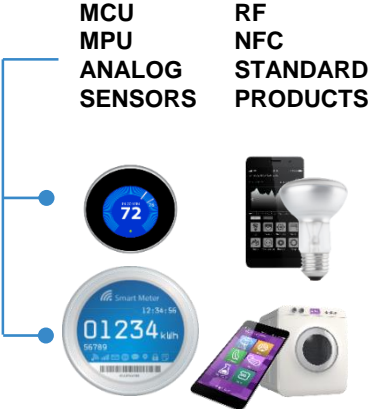 MCU
MPU
ANALOG
SENSORS
RF
NFC
STANDARD
PRODUCTS
72
Smart Meter
12:34:56
01234 kWh
56789